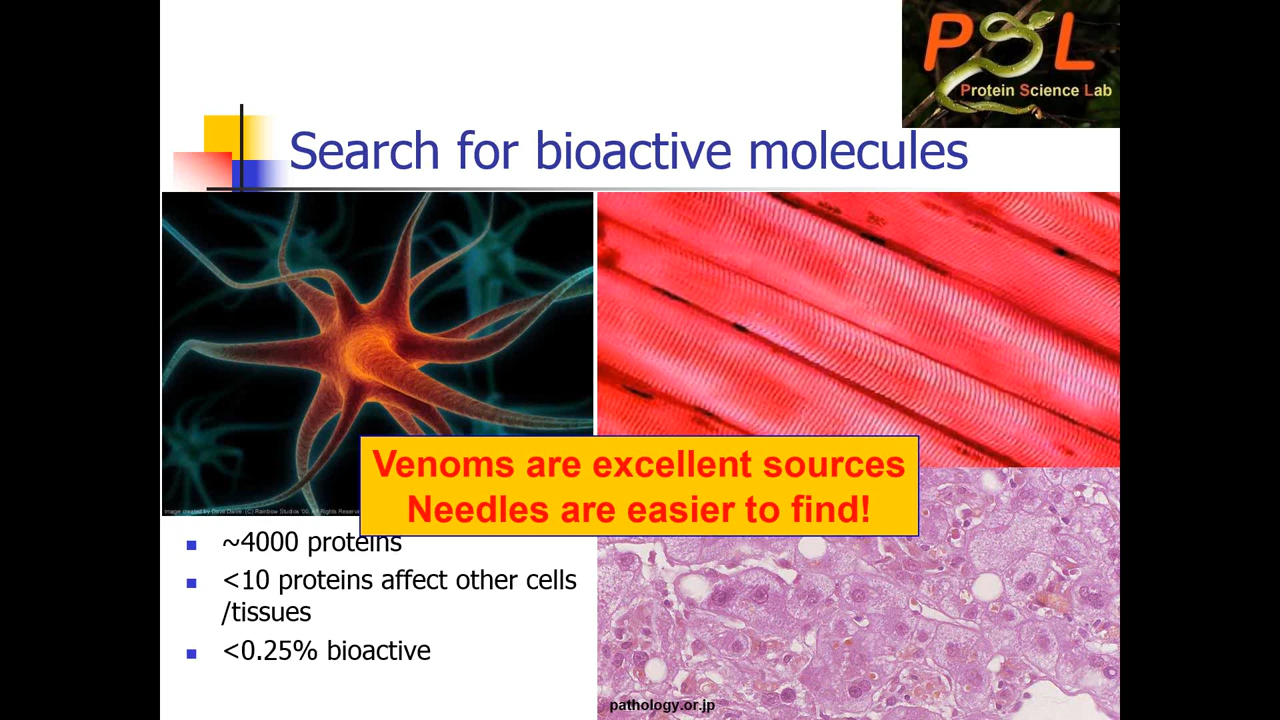 PSL
Protein Science Lab
Search for bioactive molecules
Venoms are excellent sources
Needles are easier to find!
~4000 proteins
<10 proteins affect other cells
/tissues
<0.25% bioactive
pathology.or.jp